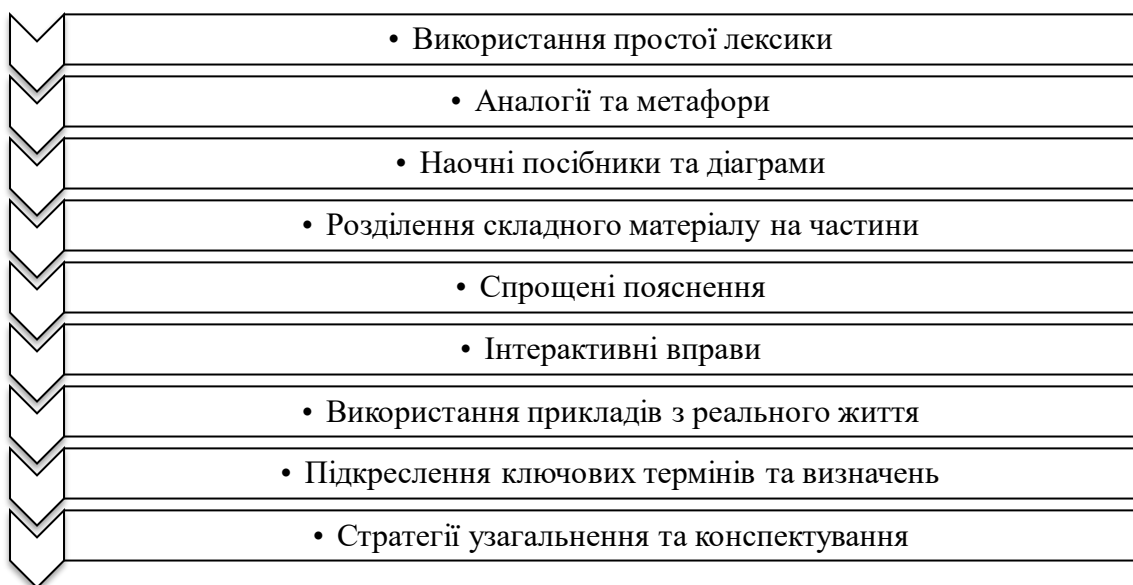 • Використання простої лексики
• Аналогії та метафори
• Наочні посібники та діаграми
• Розділення складного матеріалу на частини
• Спрощені пояснення
• Інтерактивні вправи
• Використання прикладів з реального життя
• Підкреслення ключових термінів та визначень
• Стратегії узагальнення та конспектування